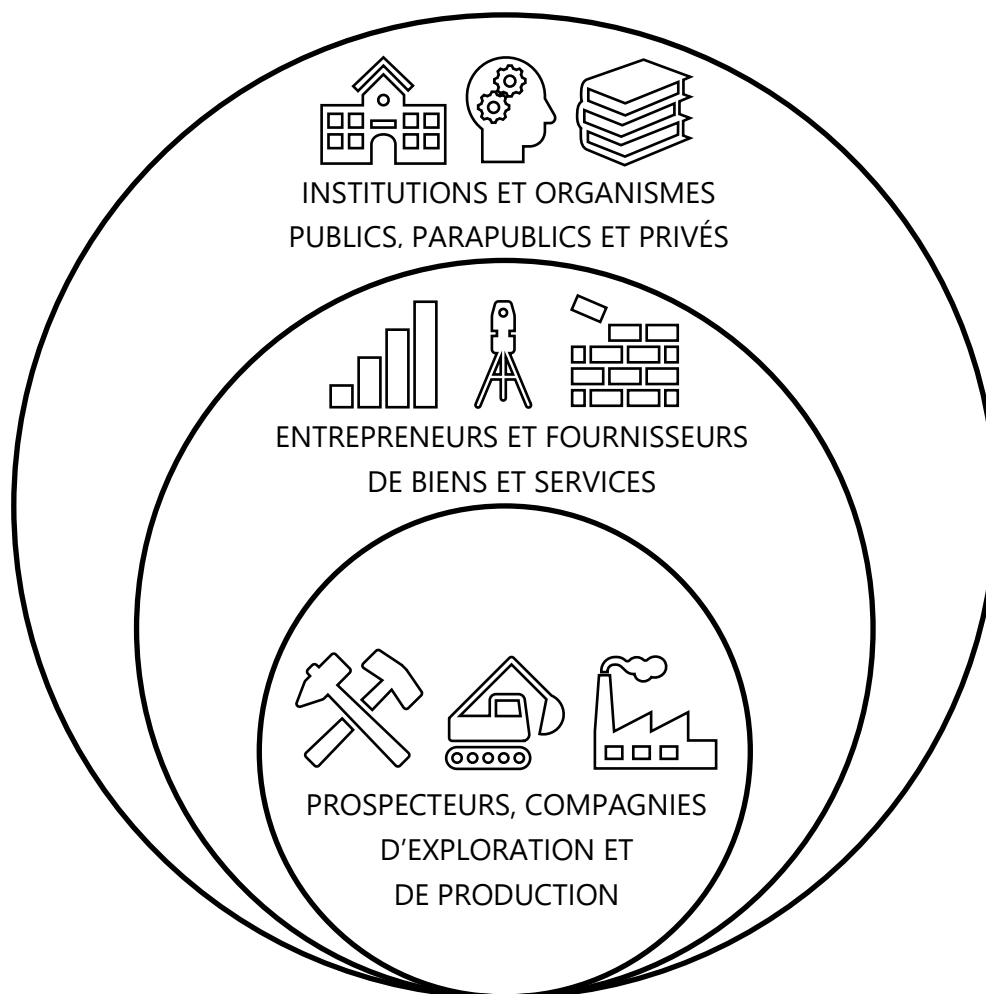 INSTITUTIONS ET ORGANISMES
PUBLICS, PARAPUBLICS ET PRIVÉS
ENTREPRENEURS ET FOURNISSEURS
DE BIENS ET SERVICES
PROSPECTEURS, COMPAGNIES
D’EXPLORATION ET
DE PRODUCTION